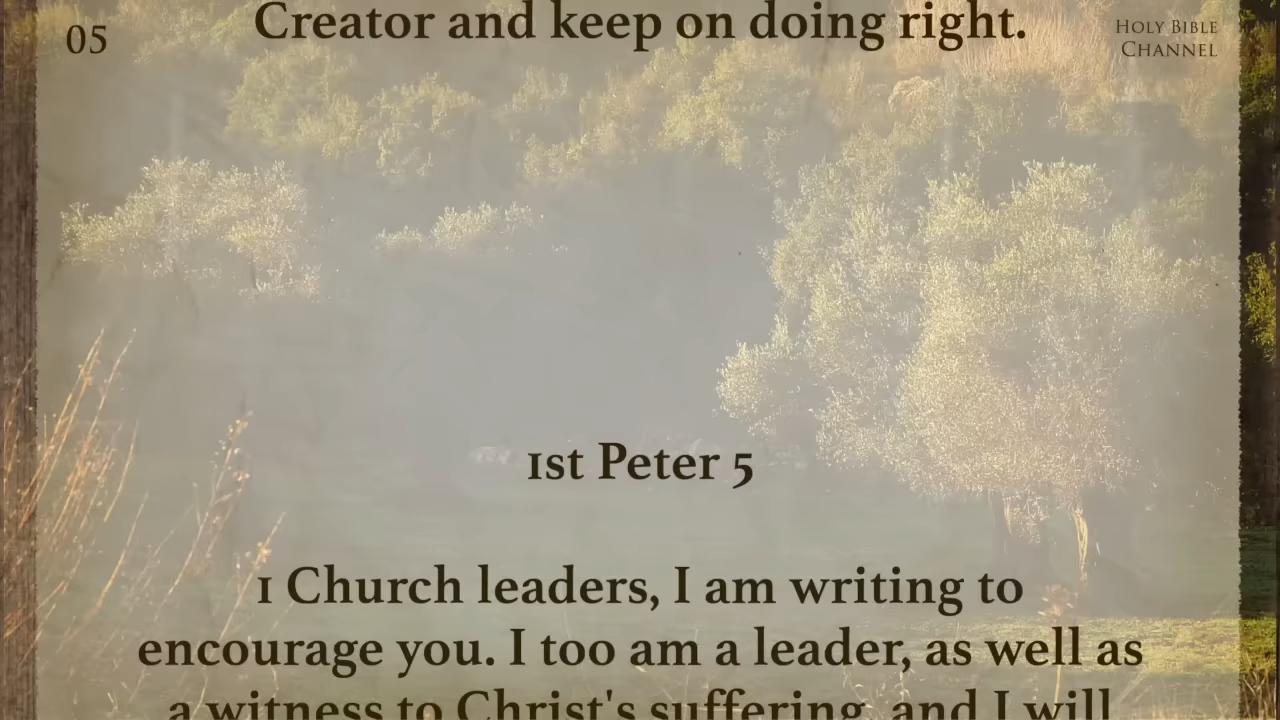 Creator and keep on doing right.
05
HOLY BIBLE
CHANNEL
1st Peter 5
1 Church leaders, I am writing to
encourage you. I too am a leader, as well as
a witness to Christ's suffering, and I will